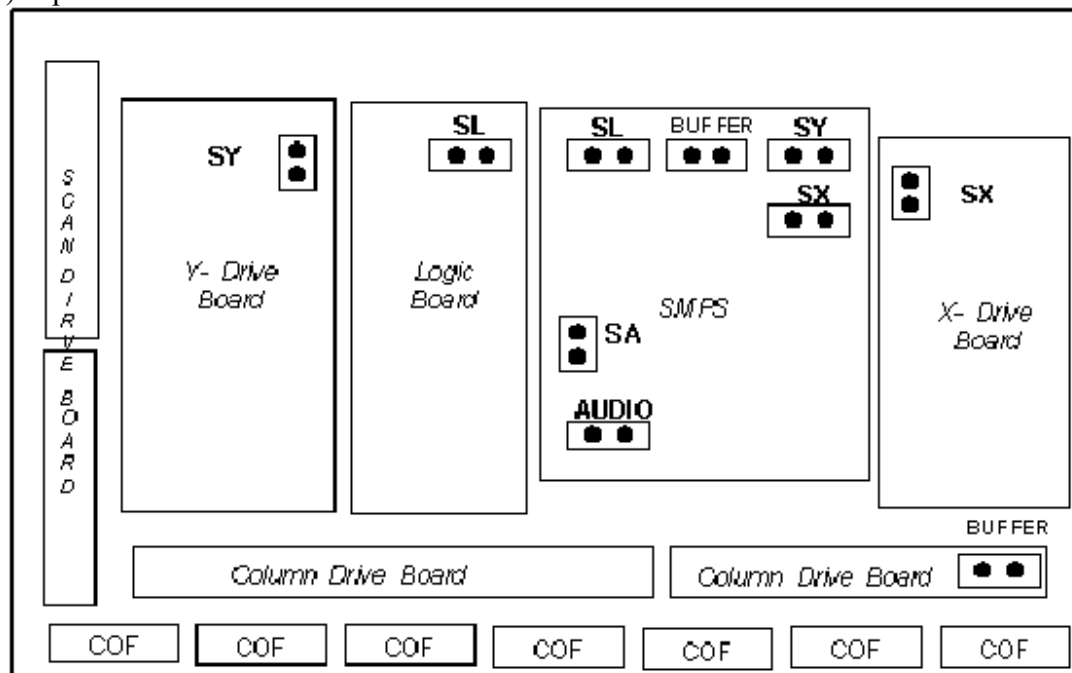 SCAN DIRVE BOARD
SY
Y- Drive
Board
SL
Logic
Board
SL
BUFFER
SY
SX
SMPS
SA
AUDIO
SX
X- Drive
Board
Column Drive Board
BUFFER
Column Drive Board
COF
COF
COF
COF
COF
COF
COF